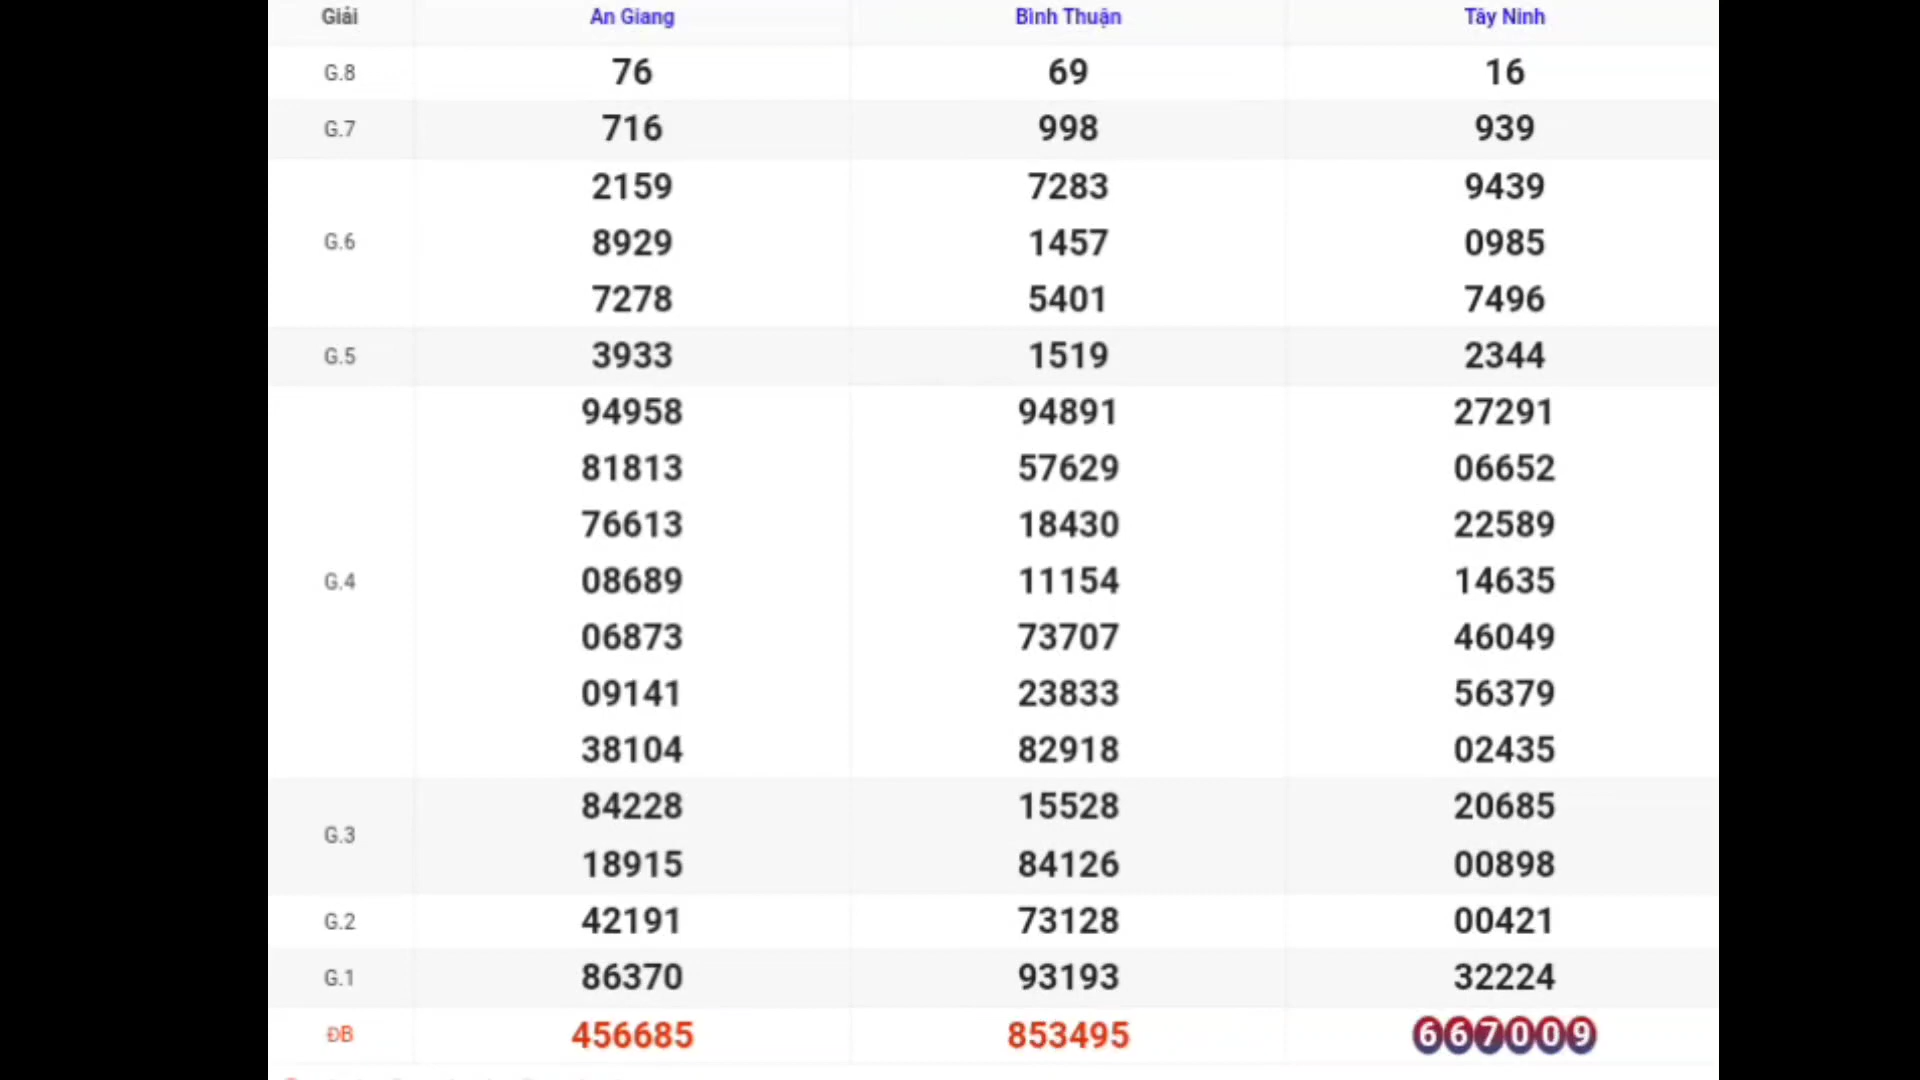 Giải An Giang Bình Thuận Tây Ninh
G.8 76 69 16
G.7 716 998 939
2159 7283 9439
G.6 8929 1457 0985
7278 5401 7496
G.5 3933 1519 2344
94958 94891 27291
81813 57629 06652
76613 18430 22589
G.4 08689 11154 14635
06873 73707 46049
09141 23833 56379
38104 82918 02435
84228 15528 20685
G.3
18915 84126 00898
G.2 42191 73128 00421
G.1 86370 93193 32224
ĐB 456685 853495 667009